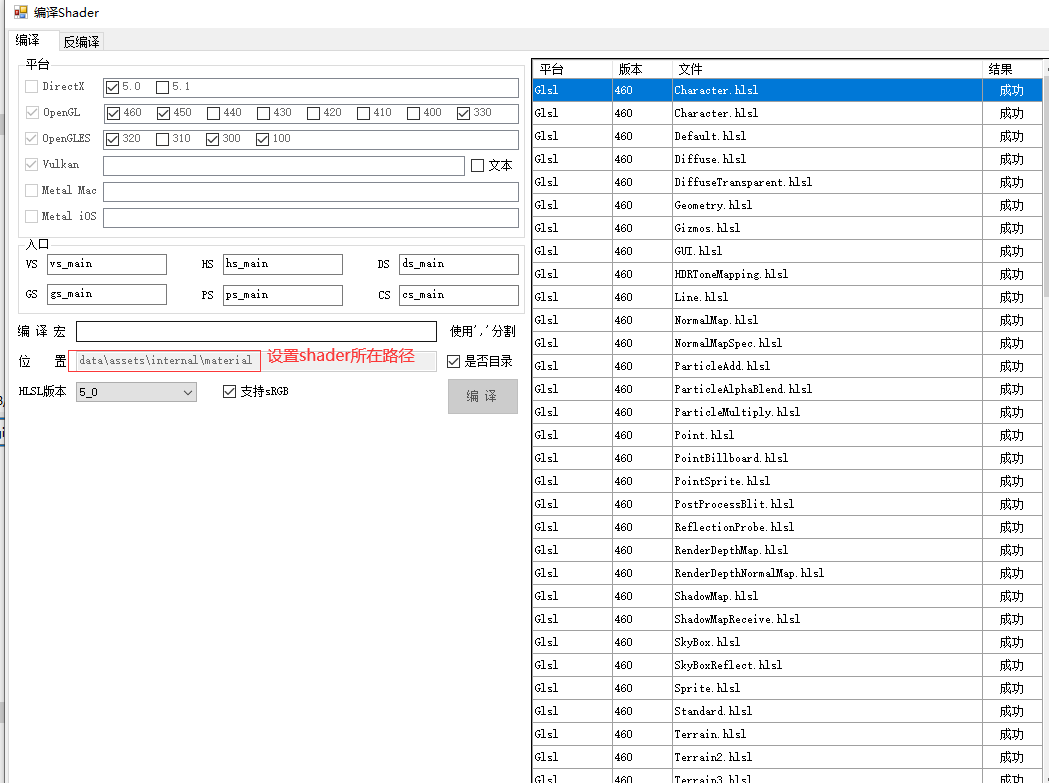 编译Shader
编译 反编译
平台
DirectX 5.0 5.1
OpenGL 460 450 440 430 420 410 400 330
OpenGLES 320 310 300 100
Vulkan 文本
Metal Mac
Metal iOS
入口
VS vs_main HS hs_main DS ds_main
GS gs_main PS ps_main CS cs_main
编 译 宏 使用','分割
位 置 data\assets\internal\material 设置shader所在路径 是否目录
HLSL版本 5_0 支持sRGB 编 译
平台 版本 文件 结果
Glsl 460 Character.hlsl 成功
Glsl 460 Character.hlsl 成功
Glsl 460 Default.hlsl 成功
Glsl 460 Diffuse.hlsl 成功
Glsl 460 DiffuseTransparent.hlsl 成功
Glsl 460 Geometry.hlsl 成功
Glsl 460 Gizmos.hlsl 成功
Glsl 460 GUI.hlsl 成功
Glsl 460 HDRToneMapping.hlsl 成功
Glsl 460 Line.hlsl 成功
Glsl 460 NormalMap.hlsl 成功
Glsl 460 NormalMapSpec.hlsl 成功
Glsl 460 ParticleAdd.hlsl 成功
Glsl 460 ParticleAlphaBlend.hlsl 成功
Glsl 460 ParticleMultiply.hlsl 成功
Glsl 460 Point.hlsl 成功
Glsl 460 PointBillboard.hlsl 成功
Glsl 460 PointSprite.hlsl 成功
Glsl 460 PostProcessBlit.hlsl 成功
Glsl 460 ReflectionProbe.hlsl 成功
Glsl 460 RenderDepthMap.hlsl 成功
Glsl 460 RenderDepthNormalMap.hlsl 成功
Glsl 460 ShadowMap.hlsl 成功
Glsl 460 ShadowMapReceive.hlsl 成功
Glsl 460 SkyBox.hlsl 成功
Glsl 460 SkyBoxReflect.hlsl 成功
Glsl 460 Sprite.hlsl 成功
Glsl 460 Standard.hlsl 成功
Glsl 460 Terrain.hlsl 成功
Glsl 460 Terrain2.hlsl 成功
Glsl 460 Terrain3.hlsl 成功